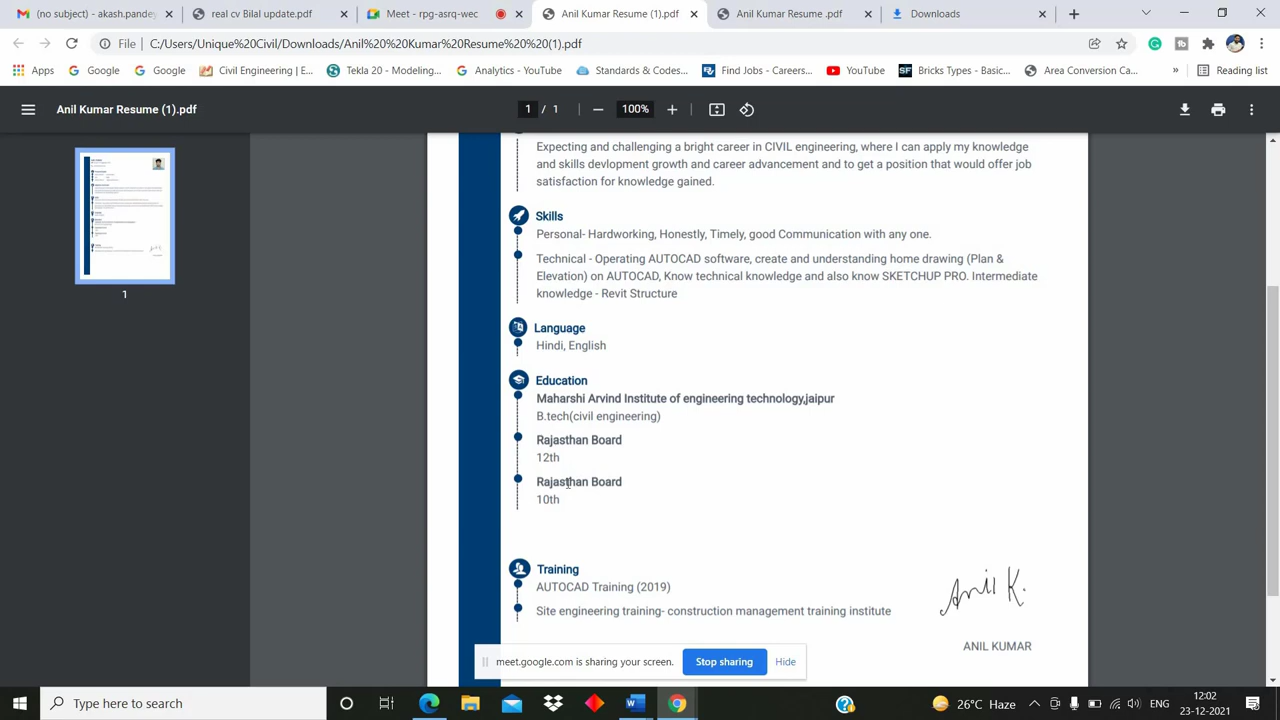 (no subject) - akash.pandey
real cv Bilal update.pdf
Meet - rpg-asrq-wec
Anil Kumar Resume (1).pdf
Anil Kumar Resume .pdf
Downloads
File
C:/Users/Unique%20Civil/Downloads/Anil%20%20Kumar%20Resume%20%20(1).pdf
Apps
Google
Google
Civil Engineering | E...
Tekla 20 - Modeling...
Analytics - YouTube
Standards & Codes...
Find Jobs - Careers...
YouTube
SF
Bricks Types - Basic...
Area Conversion Ca...
»
Reading list
Anil Kumar Resume (1).pdf
1 / 1
100%
1
Expecting and challenging a bright career in CIVIL engineering, where I can apply my knowledge
and skills devlopment growth and career advancement and to get a position that would offer job
satisfaction for knowledge gained.
Skills
Personal- Hardworking, Honestly, Timely, good Communication with any one.
Technical - Operating AUTOCAD software, create and understanding home drawing (Plan &
Elevation) on AUTOCAD, Know technical knowledge and also know SKETCHUP PRO. Intermediate
knowledge - Revit Structure
Language
Hindi, English
Education
Maharshi Arvind Institute of engineering technology,jaipur
B.tech(civil engineering)
Rajasthan Board
12th
Rajasthan Board
10th
Training
AUTOCAD Training (2019)
Site engineering training- construction management training institute
Anil K.
ANIL KUMAR
meet.google.com is sharing your screen.
Stop sharing
Hide
Type here to search
26°C Haze
ENG
12:02
23-12-2021